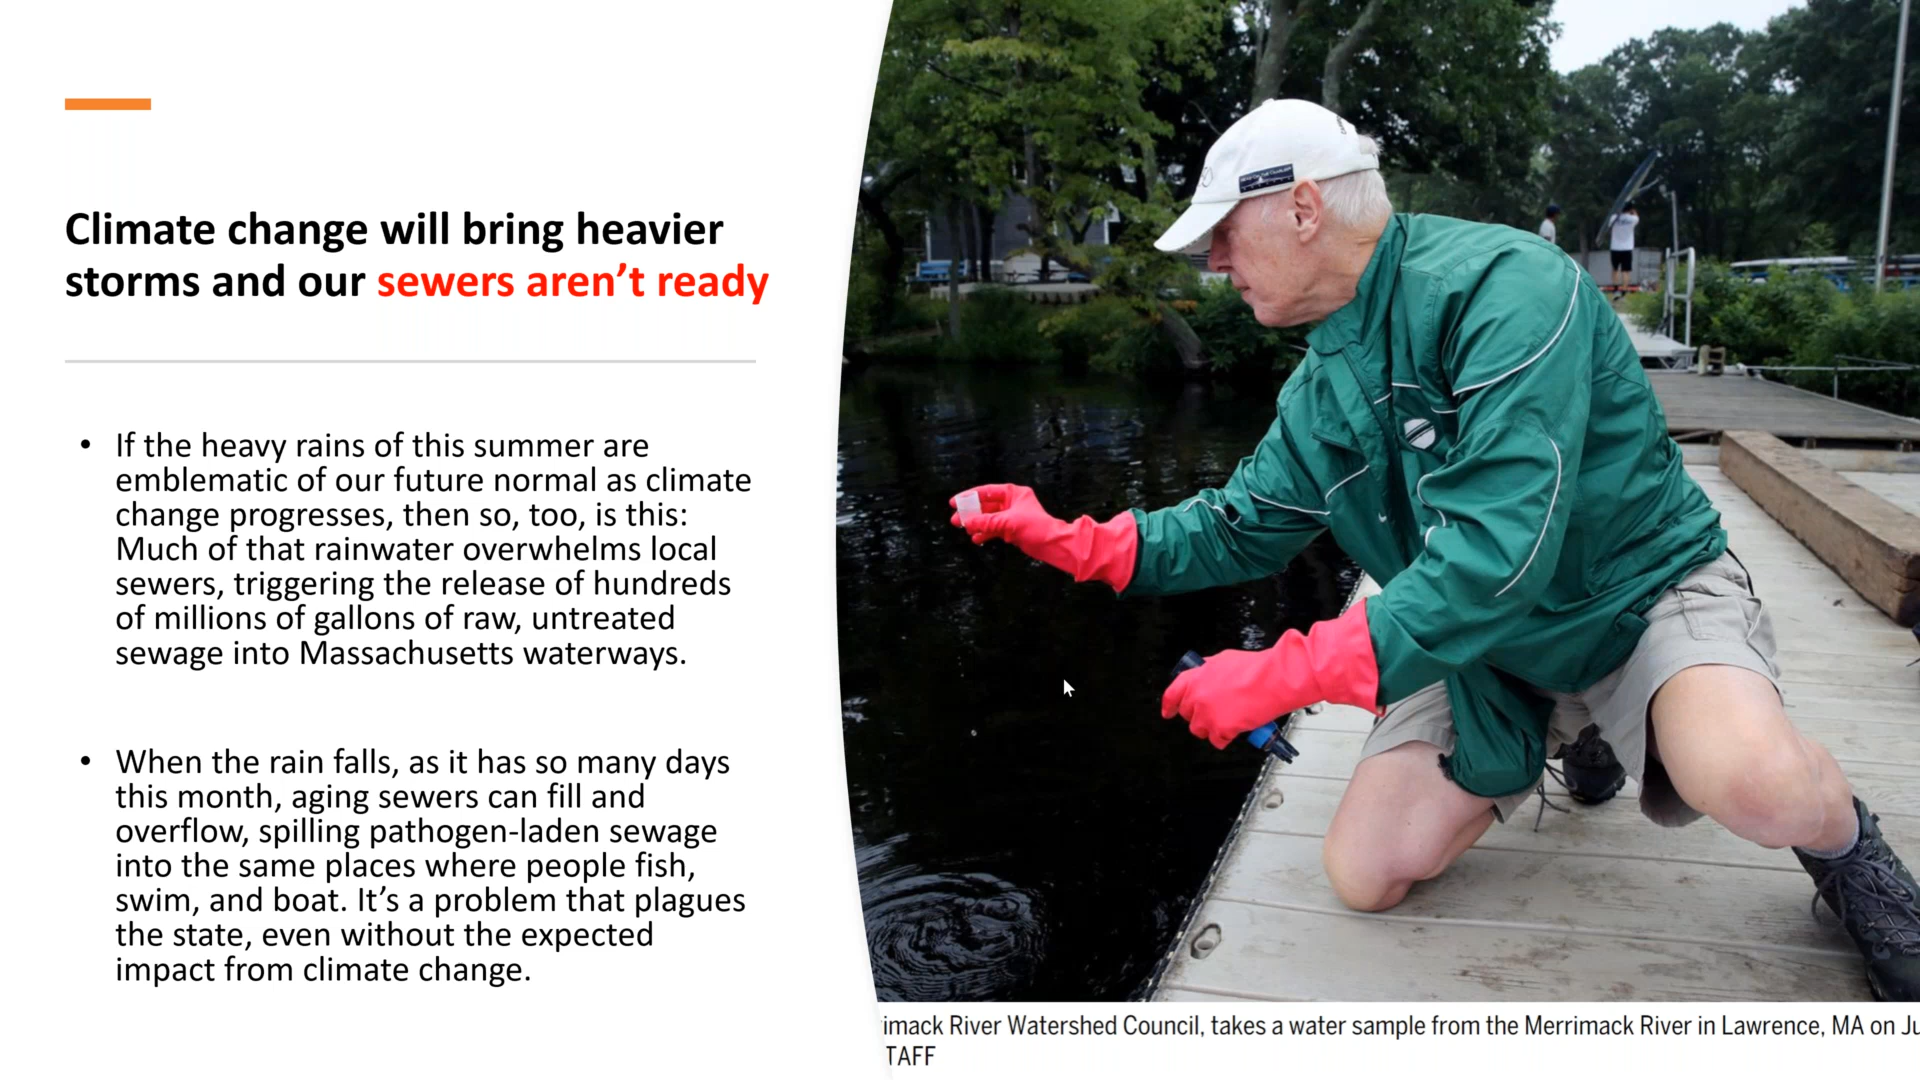 Climate change will bring heavier
storms and our sewers aren’t ready
• If the heavy rains of this summer are
emblematic of our future normal as climate
change progresses, then so, too, is this:
Much of that rainwater overwhelms local
sewers, triggering the release of hundreds
of millions of gallons of raw, untreated
sewage into Massachusetts waterways.
• When the rain falls, as it has so many days
this month, aging sewers can fill and
overflow, spilling pathogen-laden sewage
into the same places where people fish,
swim, and boat. It’s a problem that plagues
the state, even without the expected
impact from climate change.
imack River Watershed Council, takes a water sample from the Merrimack River in Lawrence, MA on Ju
TAFF